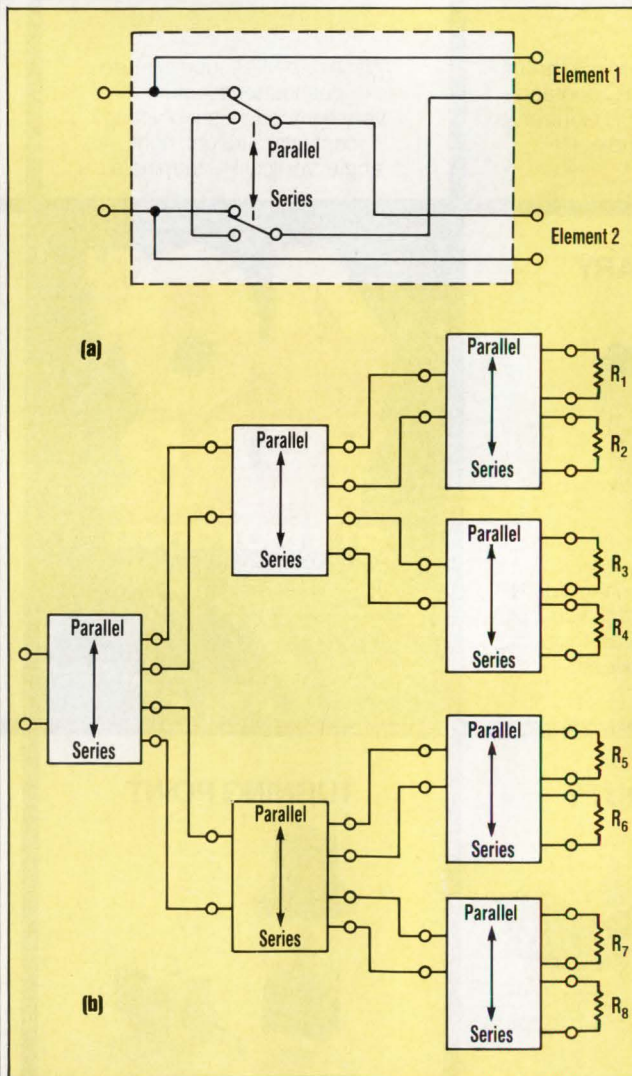 Element 1
Parallel
Series
Element 2
(a)
Parallel
Series
R1
R2
Parallel
Series
Parallel
Series
R3
R4
Parallel
Series
Parallel
Series
R5
R6
Parallel
Series
Parallel
Series
R7
R8
(b)